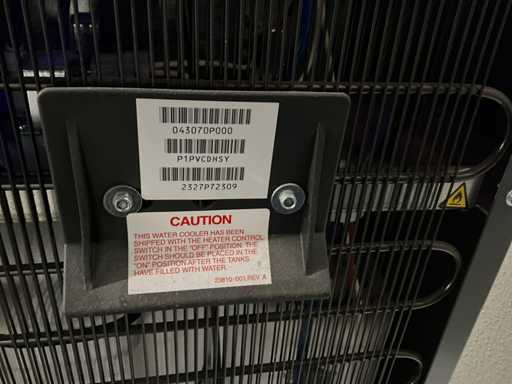 043070P000
P1PVCDHSY
2327P72309
CAUTION
THIS WATER COOLER HAS BEEN
SHIPPED WITH THE HEATER CONTROL
SWITCH IN THE "OFF" POSITION. THE
SWITCH SHOULD BE PLACED IN THE
"ON" POSITION AFTER THE TANKS
HAVE FILLED WITH WATER.
23810-001,REV. A